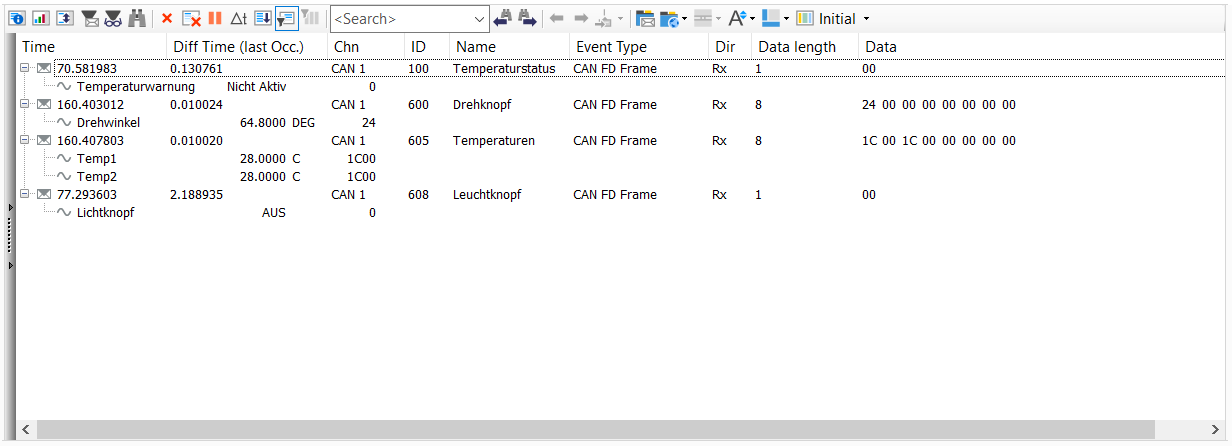 Δt <Search> Initial
Time Diff Time (last Occ.) Chn ID Name Event Type Dir Data length Data
70.581983 0.130761 CAN 1 100 Temperaturstatus CAN FD Frame Rx 1 00
Temperaturwarnung Nicht Aktiv 0
160.403012 0.010024 CAN 1 600 Drehknopf CAN FD Frame Rx 8 24 00 00 00 00 00 00 00
Drehwinkel 64.8000 DEG 24
160.407803 0.010020 CAN 1 605 Temperaturen CAN FD Frame Rx 8 1C 00 1C 00 00 00 00 00
Temp1 28.0000 C 1C00
Temp2 28.0000 C 1C00
77.293603 2.188935 CAN 1 608 Leuchtknopf CAN FD Frame Rx 1 00
Lichtknopf AUS 0